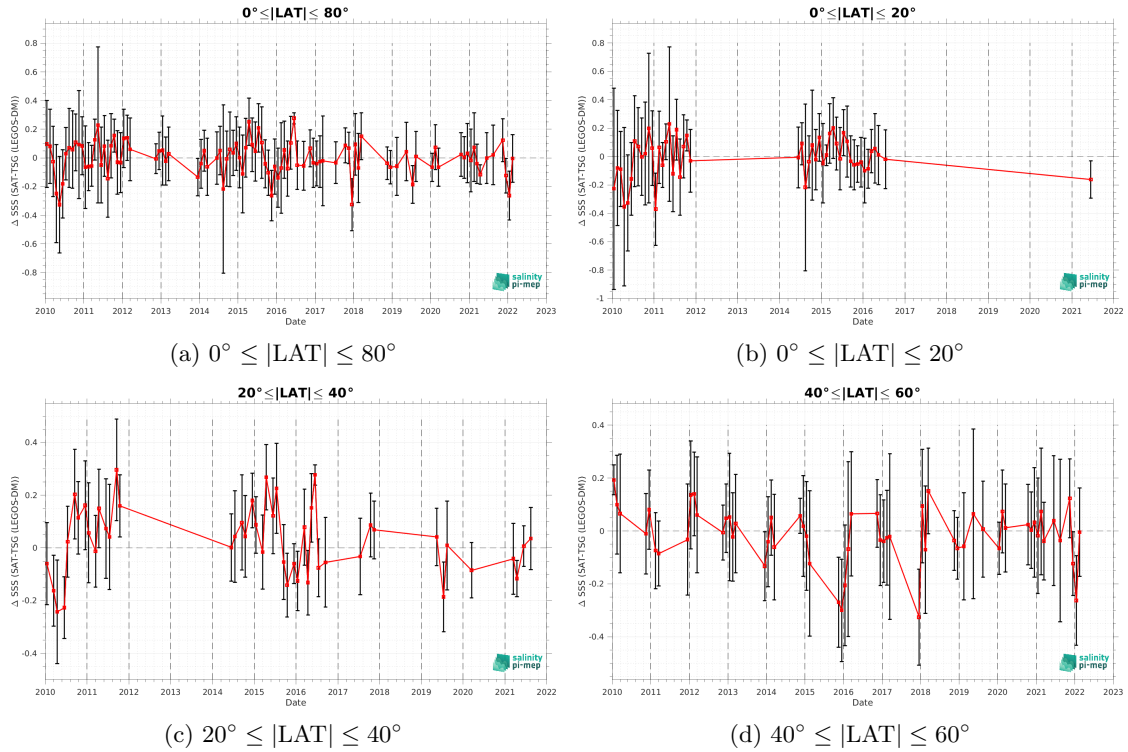 0°≤|LAT|≤ 80°
Δ SSS (SAT-TSG (LEGOS-DM))
0.8
0.6
0.4
0.2
0
-0.2
-0.4
-0.6
-0.8
2010 2011 2012 2013 2014 2015 2016 2017 2018 2019 2020 2021 2022 2023
Date
salinity
pi-mep
(a) 0° ≤ |LAT| ≤ 80°
0°≤|LAT|≤ 20°
Δ SSS (SAT-TSG (LEGOS-DM))
0.8
0.6
0.4
0.2
0
-0.2
-0.4
-0.6
-0.8
-1
2010 2011 2012 2013 2014 2015 2016 2017 2018 2019 2020 2021 2022
Date
salinity
pi-mep
(b) 0° ≤ |LAT| ≤ 20°
20°≤|LAT|≤ 40°
Δ SSS (SAT-TSG (LEGOS-DM))
0.4
0.2
0
-0.2
-0.4
2010 2011 2012 2013 2014 2015 2016 2017 2018 2019 2020 2021 2022
Date
salinity
pi-mep
(c) 20° ≤ |LAT| ≤ 40°
40°≤|LAT|≤ 60°
Δ SSS (SAT-TSG (LEGOS-DM))
0.4
0.2
0
-0.2
-0.4
-0.6
2010 2011 2012 2013 2014 2015 2016 2017 2018 2019 2020 2021 2022 2023
Date
salinity
pi-mep
(d) 40° ≤ |LAT| ≤ 60°